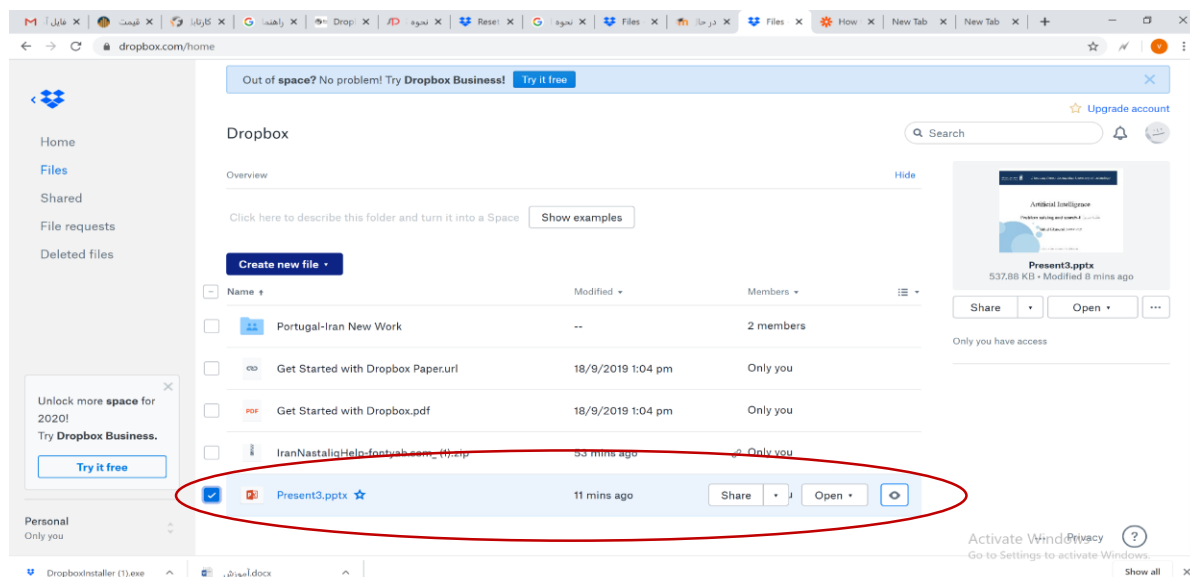 فایل آ
قیمت
کارتابا
راهنما
Drop
نحوه
Reset
نحوه ا
Files
در حا
Files
How
New Tab
New Tab
dropbox.com/home
Out of space? No problem! Try Dropbox Business! Try it free
Upgrade account
Dropbox
Search
Home
Files
Shared
File requests
Deleted files
Overview
Hide
Click here to describe this folder and turn it into a Space Show examples
Create new file
Name Modified Members
Portugal-Iran New Work -- 2 members
Get Started with Dropbox Paper.url 18/9/2019 1:04 pm Only you
Get Started with Dropbox.pdf 18/9/2019 1:04 pm Only you
IranNastaliqHelp-fontyab.com_(1).zip 53 mins ago Only you
Present3.pptx 11 mins ago Share Open
Artificial Intelligence
Present3.pptx
537.88 KB • Modified 8 mins ago
Share Open
Only you have access
Unlock more space for
2020!
Try Dropbox Business.
Try it free
Personal
Only you
Privacy
Activate Windows
Go to Settings to activate Windows.
DropboxInstaller (1).exe
آموزش.docx
Show all